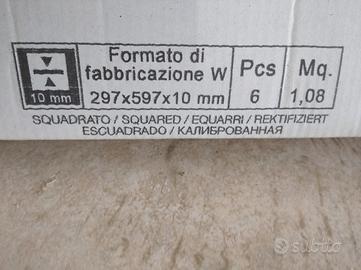 Formato di
fabbricazione W
Pcs
Mq.
10 mm
297x597x10 mm
6
1,08
SQUADRATO / SQUARED / EQUARRI / REKTIFIZIERT
ESCUADRADO / КАЛИБРОВАННАЯ
subito